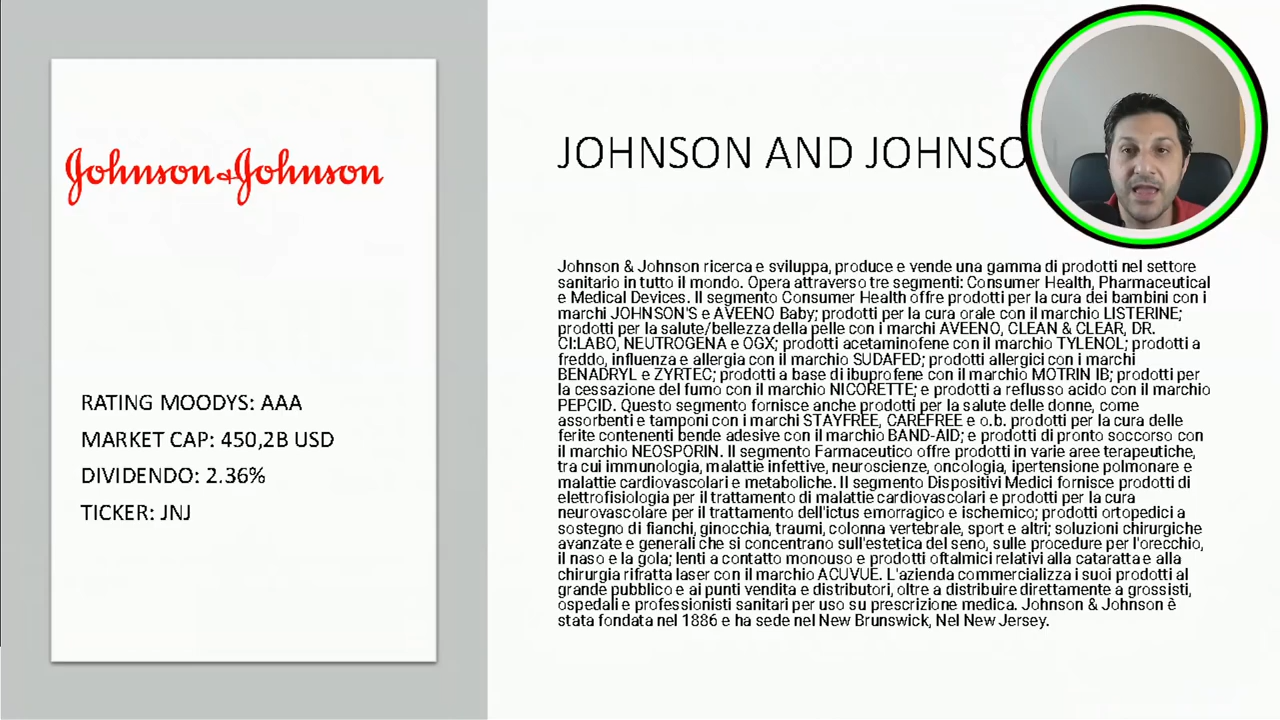 Johnson & Johnson
RATING MOODYS: AAA
MARKET CAP: 450,2B USD
DIVIDENDO: 2.36%
TICKER: JNJ
JOHNSON AND JOHNSO
Johnson & Johnson ricerca e sviluppa, produce e vende una gamma di prodotti nel settore
sanitario in tutto il mondo. Opera attraverso tre segmenti: Consumer Health, Pharmaceutical
e Medical Devices. Il segmento Consumer Health offre prodotti per la cura dei bambini con i
marchi JOHNSON'S e AVEENO Baby; prodotti per la cura orale con il marchio LISTERINE;
prodotti per la salute/bellezza della pelle con i marchi AVEENO, CLEAN & CLEAR, DR.
CI:LABO, NEUTROGENA e OGX; prodotti acetaminofene con il marchio TYLENOL; prodotti a
freddo, influenza e allergia con il marchio SUDAFED; prodotti allergici con i marchi
BENADRYL e ZYRTEC; prodotti a base di ibuprofene con il marchio MOTRIN IB; prodotti per
la cessazione del fumo con il marchio NICORETTE; e prodotti a reflusso acido con il marchio
PEPCID. Questo segmento fornisce anche prodotti per la salute delle donne, come
assorbenti e tamponi con i marchi STAYFREE, CAREFREE e o.b. prodotti per la cura delle
ferite contenenti bende adesive con il marchio BAND-AID; e prodotti di pronto soccorso con
il marchio NEOSPORIN. Il segmento Farmaceutico offre prodotti in varie aree terapeutiche,
tra cui immunologia, malattie infettive, neuroscienze, oncologia, ipertensione polmonare e
malattie cardiovascolari e metaboliche. Il segmento Dispositivi Medici fornisce prodotti di
elettrofisiologia per il trattamento di malattie cardiovascolari e prodotti per la cura
neurovascolare per il trattamento dell'ictus emorragico e ischemico; prodotti ortopedici a
sostegno di fianchi, ginocchia, traumi, colonna vertebrale, sport e altri; soluzioni chirurgiche
avanzate e generali che si concentrano sull'estetica del seno, sulle procedure per l'orecchio,
il naso e la gola; lenti a contatto monouso e prodotti oftalmici relativi alla cataratta e alla
chirurgia rifratta laser con il marchio ACUVUE. L'azienda commercializza i suoi prodotti al
grande pubblico e ai punti vendita e distributori, oltre a distribuire direttamente a grossisti,
ospedali e professionisti sanitari per uso su prescrizione medica. Johnson & Johnson è
stata fondata nel 1886 e ha sede nel New Brunswick, Nel New Jersey.